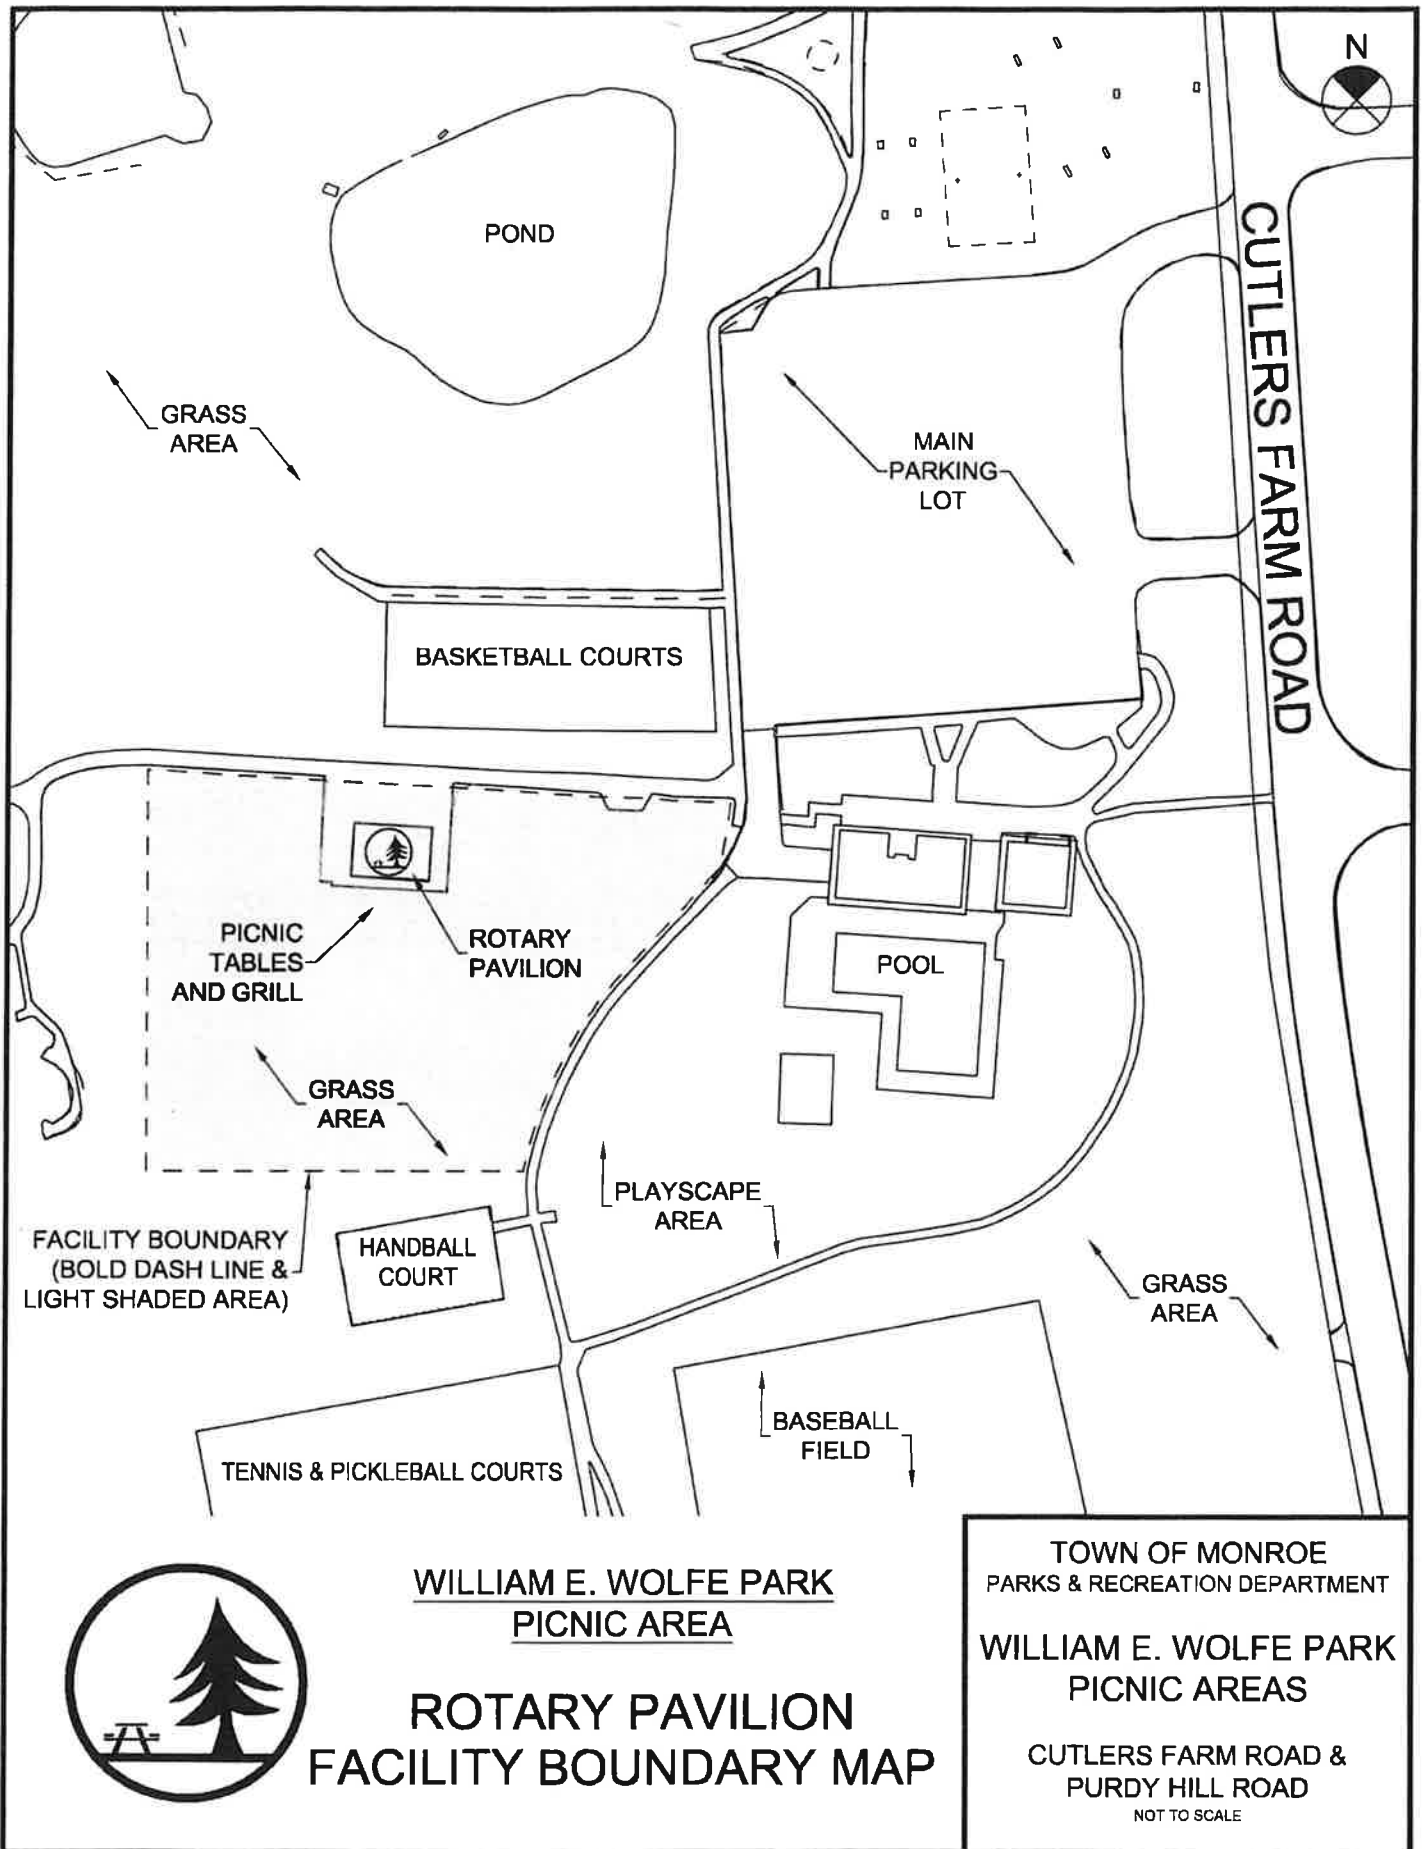 N
POND
CUTLERS FARM ROAD
GRASS
AREA
MAIN
PARKING
LOT
BASKETBALL COURTS
PICNIC
TABLES
AND GRILL
ROTARY
PAVILION
POOL
GRASS
AREA
PLAYSCAPE
AREA
FACILITY BOUNDARY
(BOLD DASH LINE &
LIGHT SHADED AREA)
HANDBALL
COURT
GRASS
AREA
BASEBALL
FIELD
TENNIS & PICKLEBALL COURTS
WILLIAM E. WOLFE PARK
PICNIC AREA
ROTARY PAVILION
FACILITY BOUNDARY MAP
TOWN OF MONROE
PARKS & RECREATION DEPARTMENT
WILLIAM E. WOLFE PARK
PICNIC AREAS
CUTLERS FARM ROAD &
PURDY HILL ROAD
NOT TO SCALE